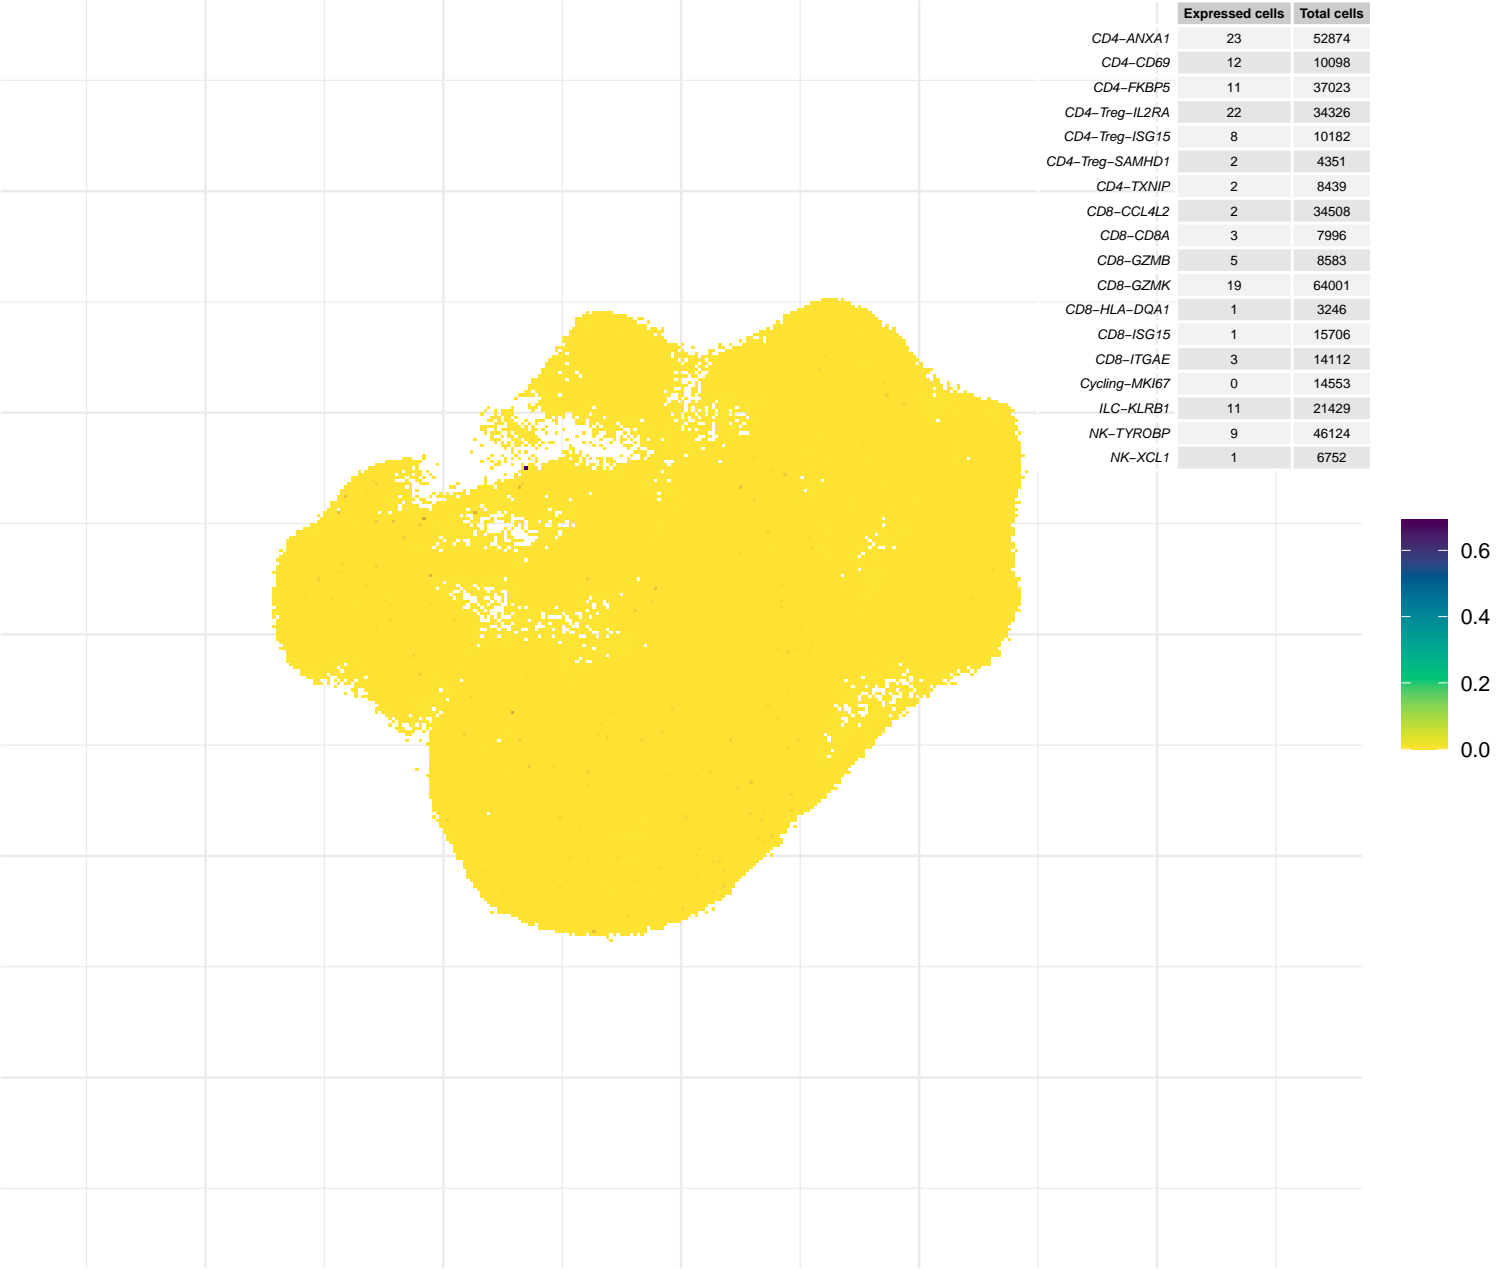 Expressed cells Total cells
CD4−ANXA1 23 52874
CD4−CD69 12 10098
CD4−FKBP5 11 37023
CD4−Treg−IL2RA 22 34326
CD4−Treg−ISG15 8 10182
CD4−Treg−SAMHD1 2 4351
CD4−TXNIP 2 8439
CD8−CCL4L2 2 34508
CD8−CD8A 3 7996
CD8−GZMB 5 8583
CD8−GZMK 19 64001
CD8−HLA−DQA1 1 3246
CD8−ISG15 1 15706
CD8−ITGAE 3 14112
Cycling−MKI67 0 14553
ILC−KLRB1 11 21429
NK−TYROBP 9 46124
NK−XCL1 1 6752
0.6
0.4
0.2
0.0